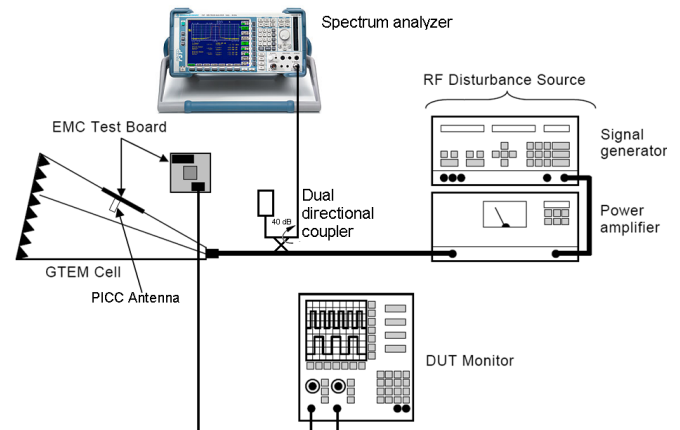 Spectrum analyzer
RF Disturbance Source
EMC Test Board
Signal
generator
Dual
directional
coupler
40 dB
Power
amplifier
GTEM Cell
PICC Antenna
DUT Monitor